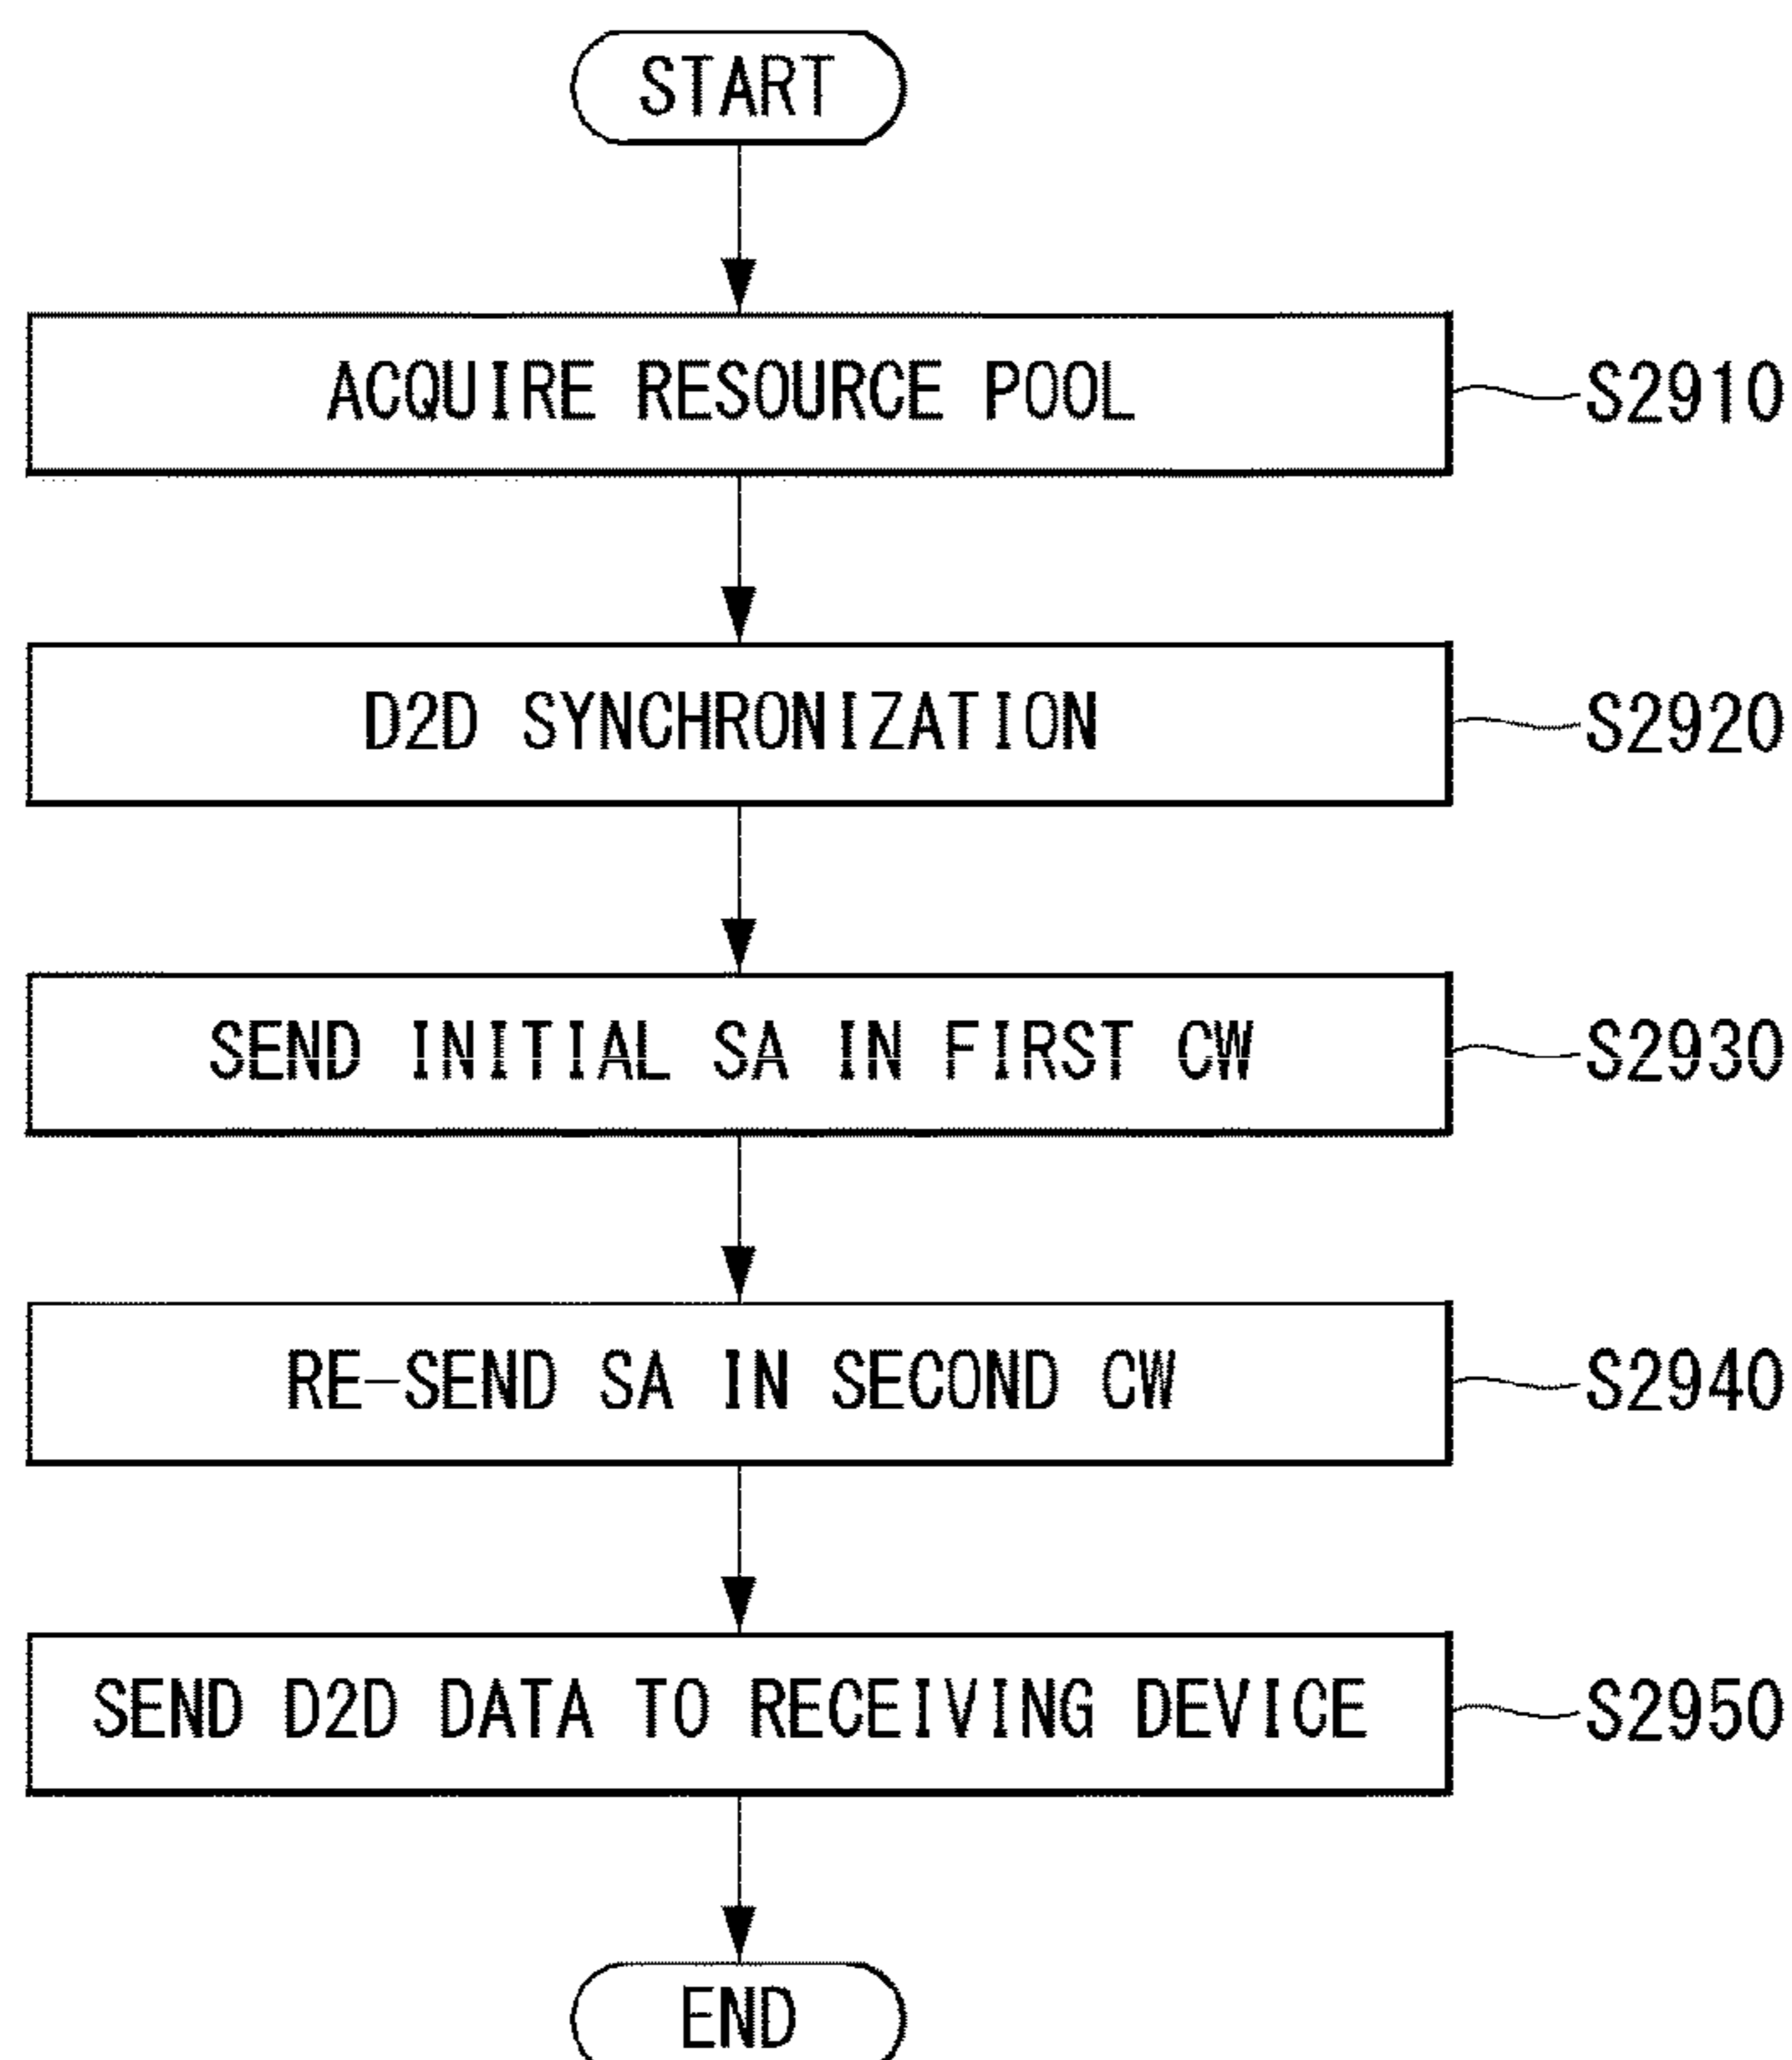 START
ACQUIRE RESOURCE POOL
S2910
D2D SYNCHRONIZATION
S2920
SEND INITIAL SA IN FIRST CW
S2930
RE-SEND SA IN SECOND CW
S2940
SEND D2D DATA TO RECEIVING DEVICE
S2950
END